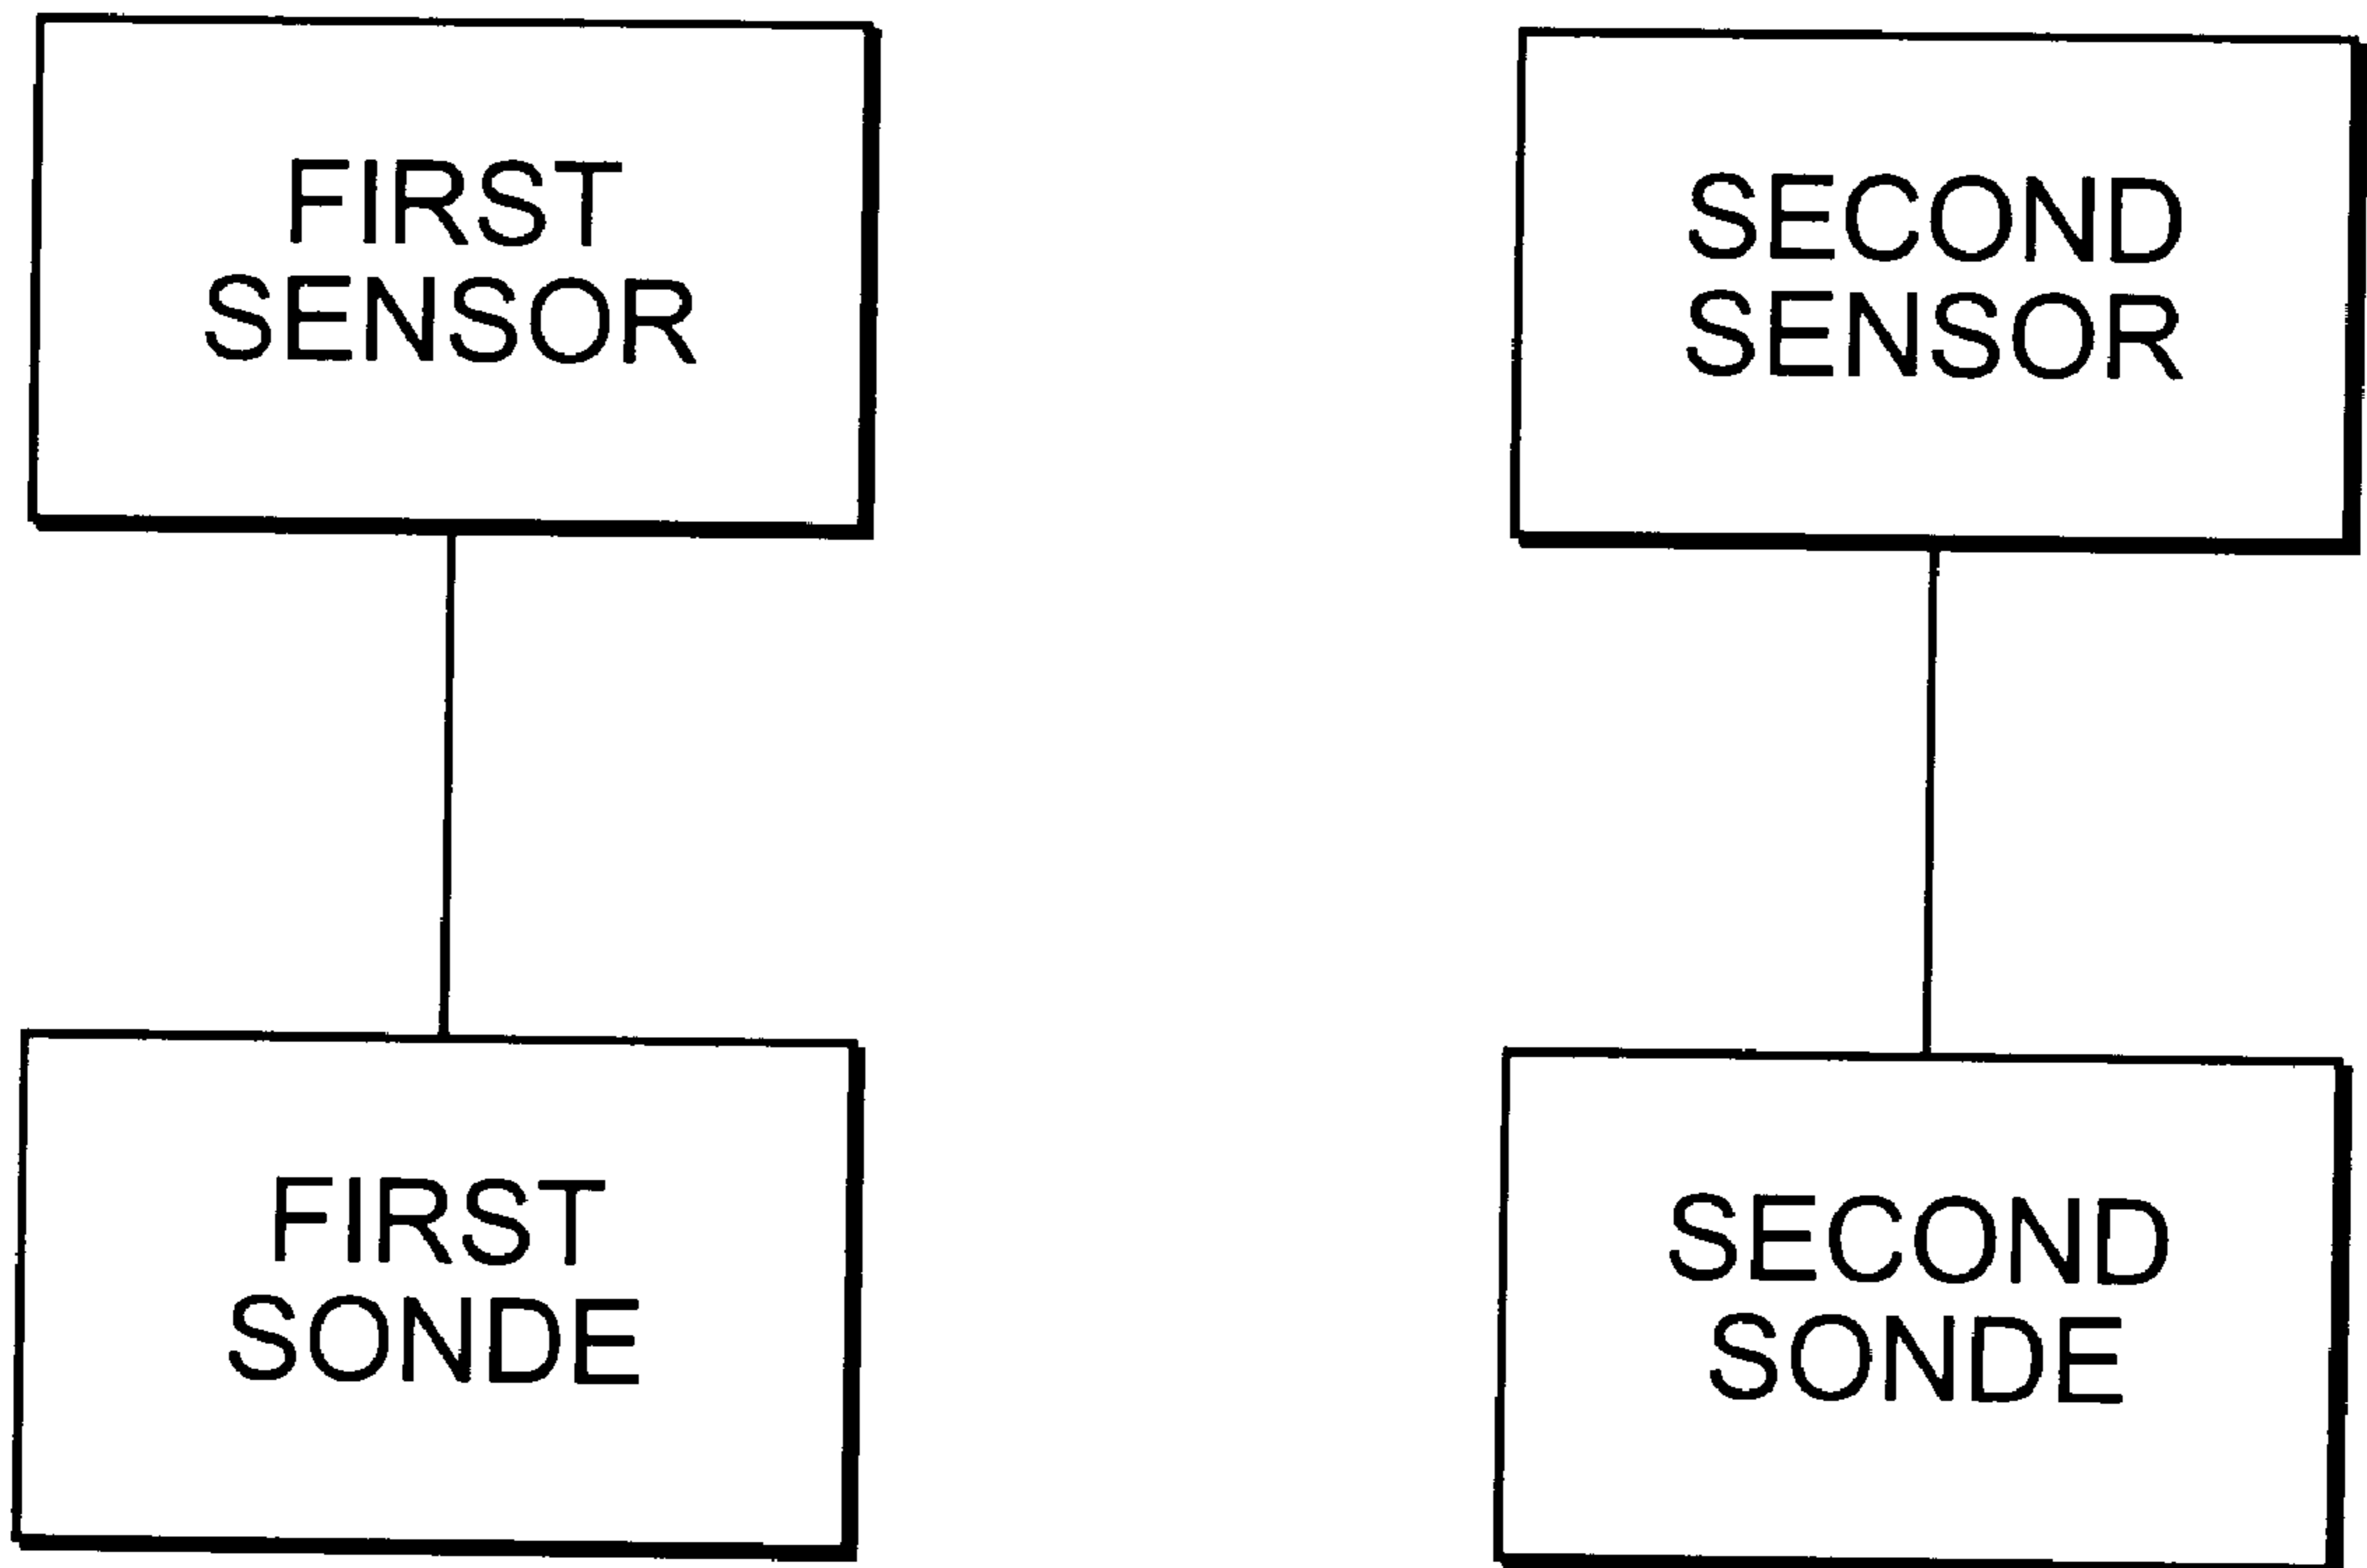 FIRST
SENSOR
SECOND
SENSOR
FIRST
SONDE
SECOND
SONDE